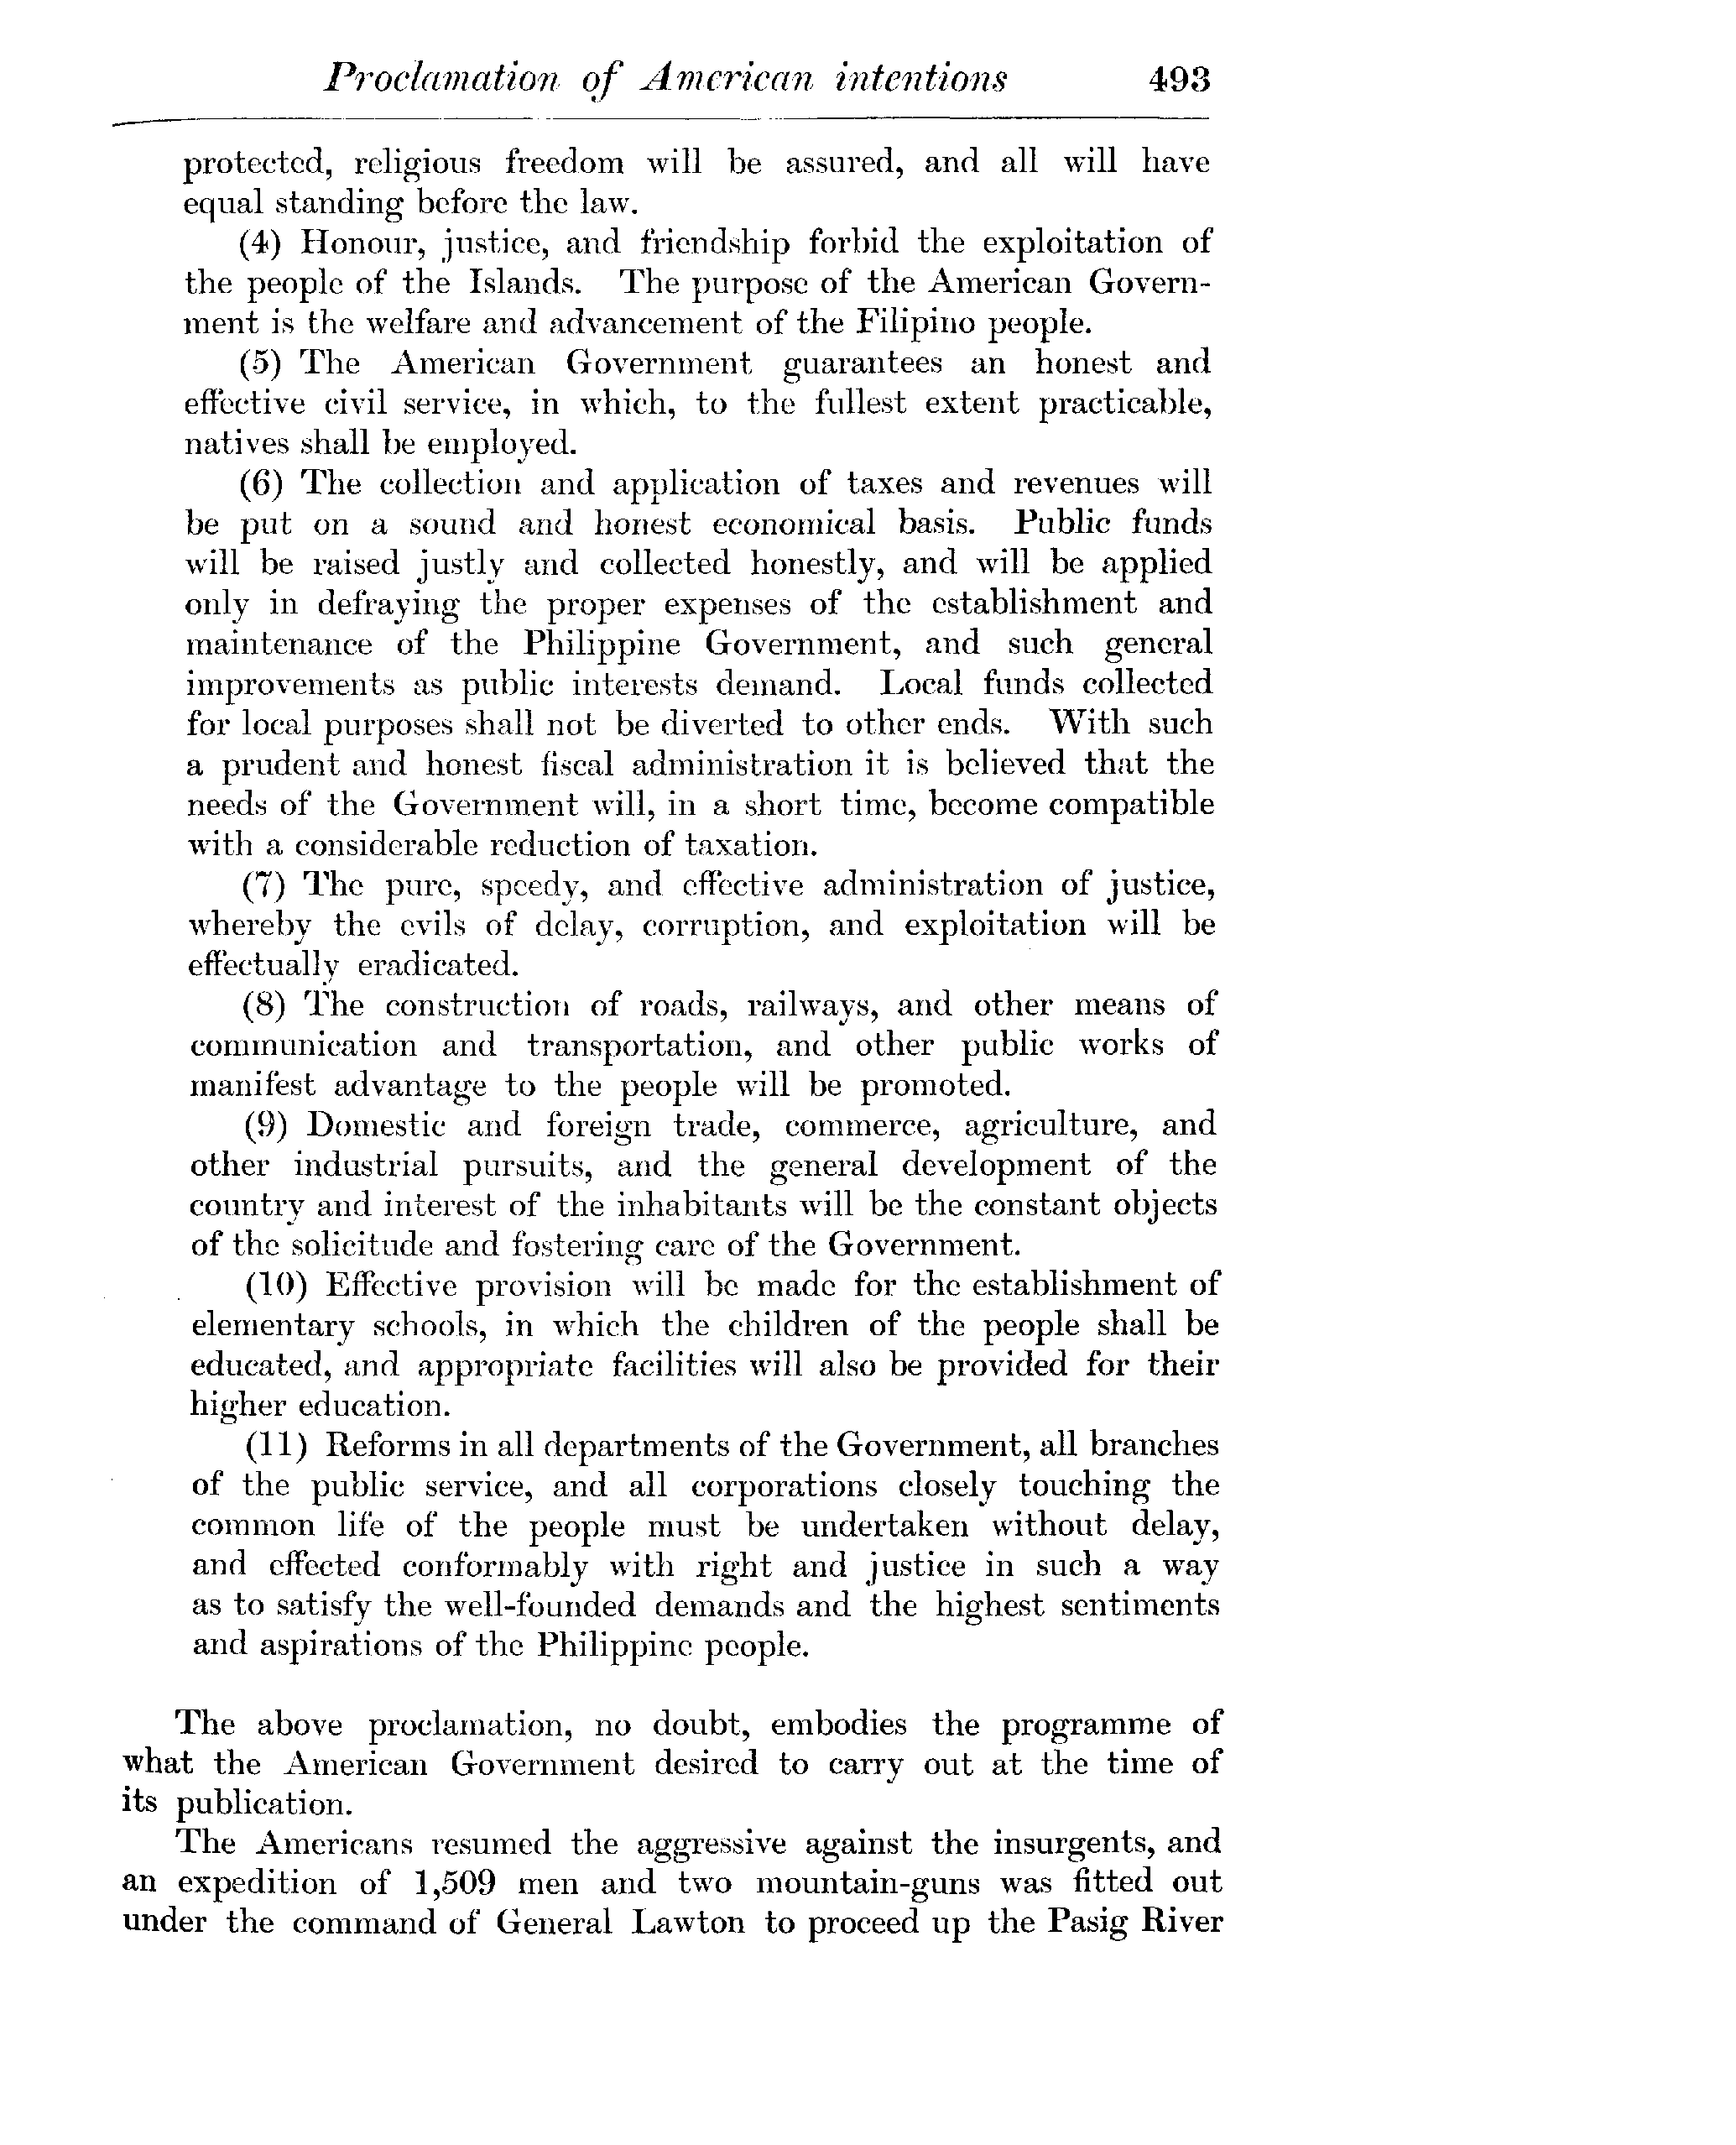 Proclamation of American intentions 493
protected, religious freedom will be assured, and all will have
equal standing before the law.
(4) Honour, justice, and friendship forbid the exploitation of
the people of the Islands. The purpose of the American Govern-
ment is the welfare and advancement of the Filipino people.
(5) The American Government guarantees an honest and
effective civil service, in which, to the fullest extent practicable,
natives shall be employed.
(6) The collection and application of taxes and revenues will
be put on a sound and honest economical basis. Public funds
will be raised justly and collected honestly, and will be applied
only in defraying the proper expenses of the establishment and
maintenance of the Philippine Government, and such general
improvements as public interests demand. Local funds collected
for local purposes shall not be diverted to other ends. With such
a prudent and honest fiscal administration it is believed that the
needs of the Government will, in a short time, become compatible
with a considerable reduction of taxation.
(7) The pure, speedy, and effective administration of justice,
whereby the evils of delay, corruption, and exploitation will be
effectually eradicated.
(8) The construction of roads, railways, and other means of
communication and transportation, and other public works of
manifest advantage to the people will be promoted.
(9) Domestic and foreign trade, commerce, agriculture, and
other industrial pursuits, and the general development of the
country and interest of the inhabitants will be the constant objects
of the solicitude and fostering care of the Government.
(10) Effective provision will be made for the establishment of
elementary schools, in which the children of the people shall be
educated, and appropriate facilities will also be provided for their
higher education.
(11) Reforms in all departments of the Government, all branches
of the public service, and all corporations closely touching the
common life of the people must be undertaken without delay,
and effected conformably with right and justice in such a way
as to satisfy the well-founded demands and the highest sentiments
and aspirations of the Philippine people.
The above proclamation, no doubt, embodies the programme of
what the American Government desired to carry out at the time of
its publication.
The Americans resumed the aggressive against the insurgents, and
an expedition of 1,509 men and two mountain-guns was fitted out
under the command of General Lawton to proceed up the Pasig River